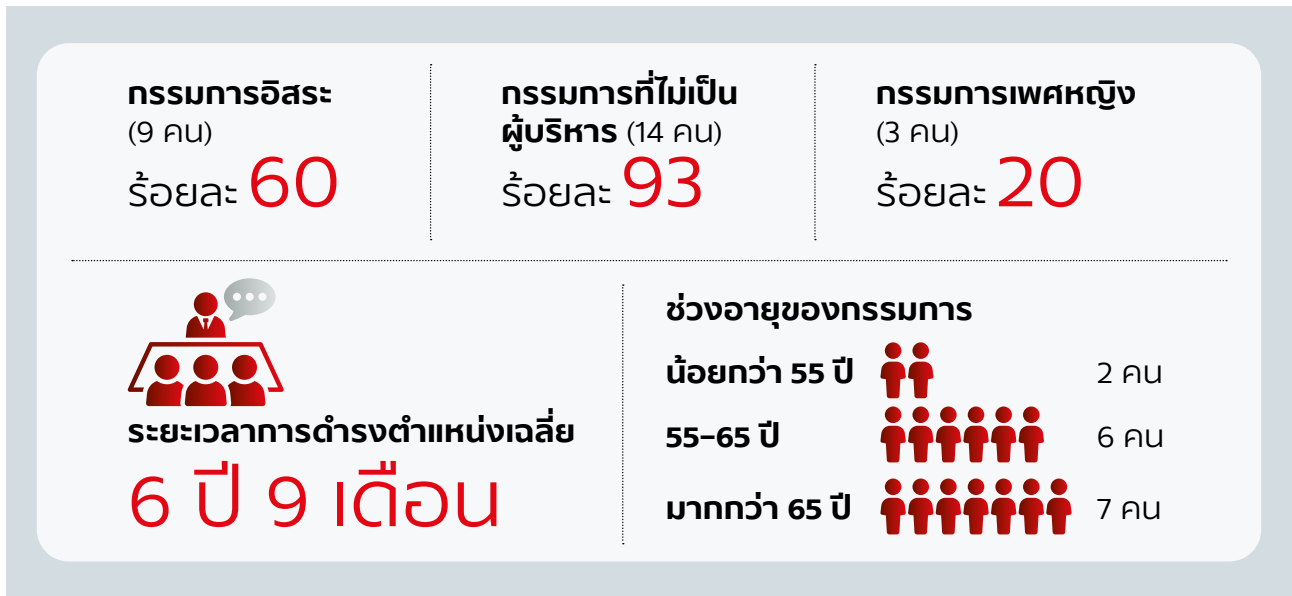 กรรมการอิสระ
(9 คน)
ร้อยละ 60
กรรมการที่ไม่เป็น
ผู้บริหาร (14 คน)
ร้อยละ 93
กรรมการเพศหญิง
(3 คน)
ร้อยละ 20
ระยะเวลาการดำรงตำแหน่งเฉลี่ย
6 ปี 9 เดือน
ช่วงอายุของกรรมการ
น้อยกว่า 55 ปี 2 คน
55–65 ปี 6 คน
มากกว่า 65 ปี 7 คน